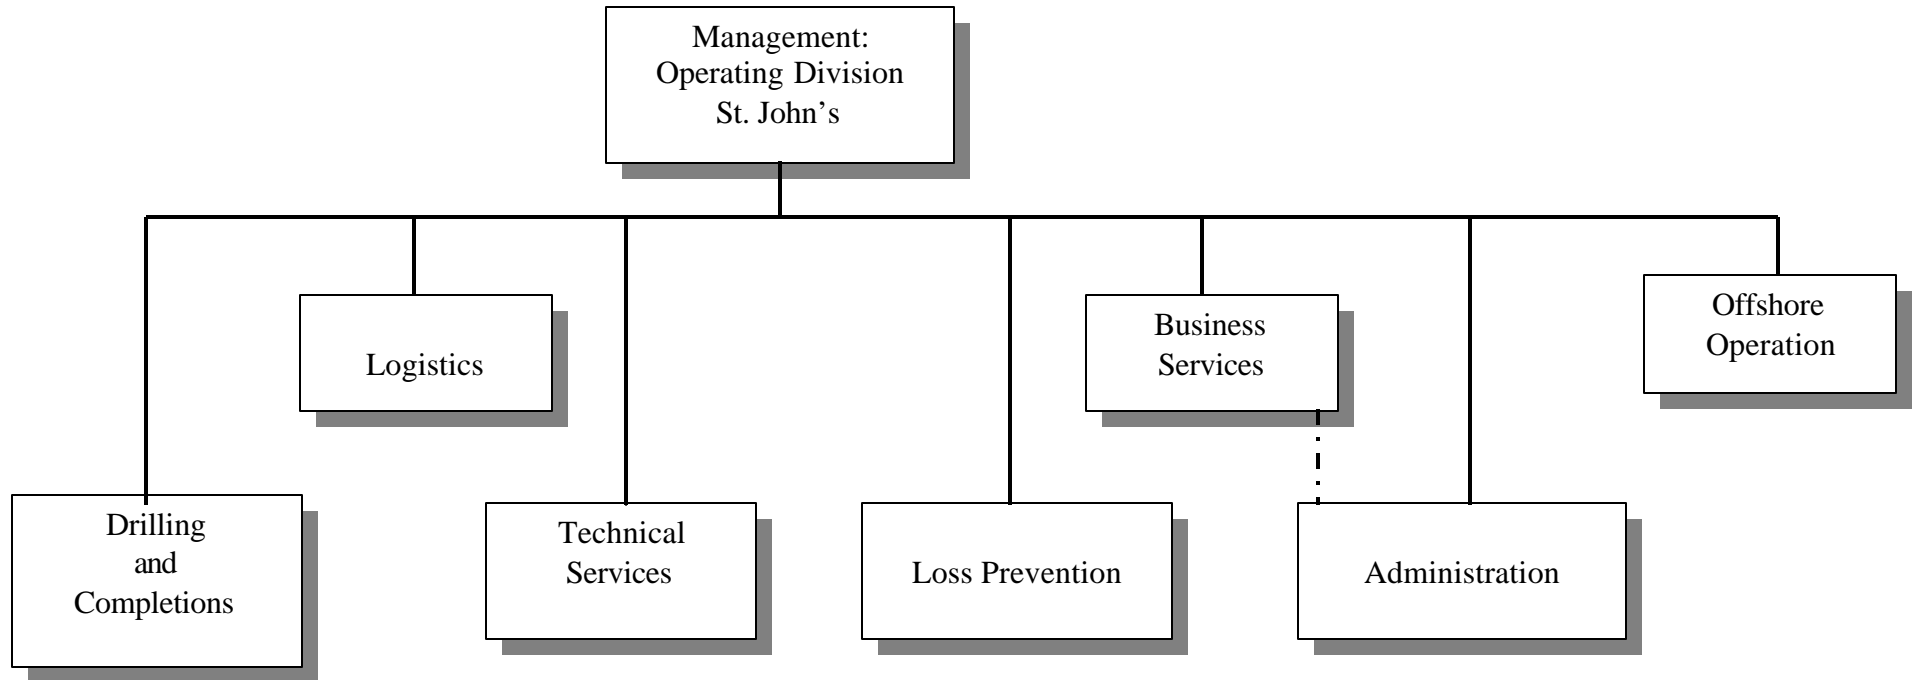 Management:
Operating Division
St. John’s
Logistics
Business
Services
Offshore
Operation
Drilling
and
Completions
Technical
Services
Loss Prevention
Administration